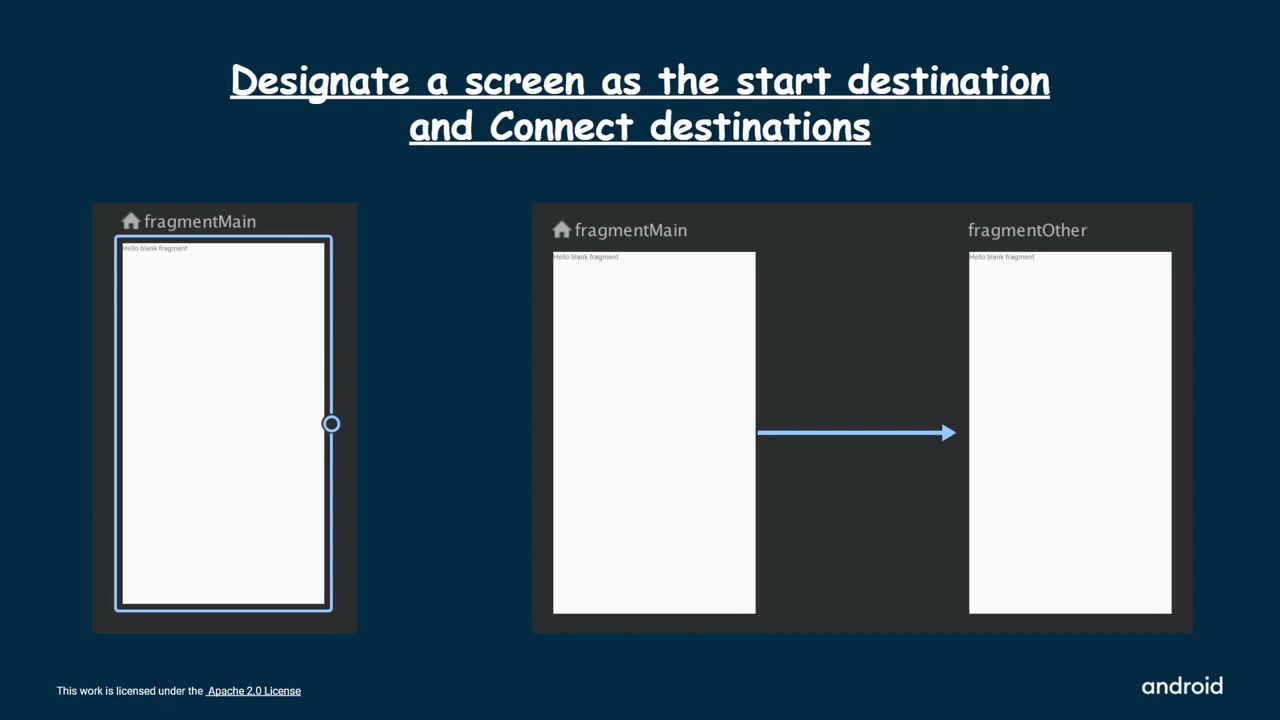 Designate a screen as the start destination
and Connect destinations
fragmentMain
Hello blank fragment
fragmentMain
fragmentOther
Hello blank fragment
Hello blank fragment
This work is licensed under the Apache 2.0 License
android